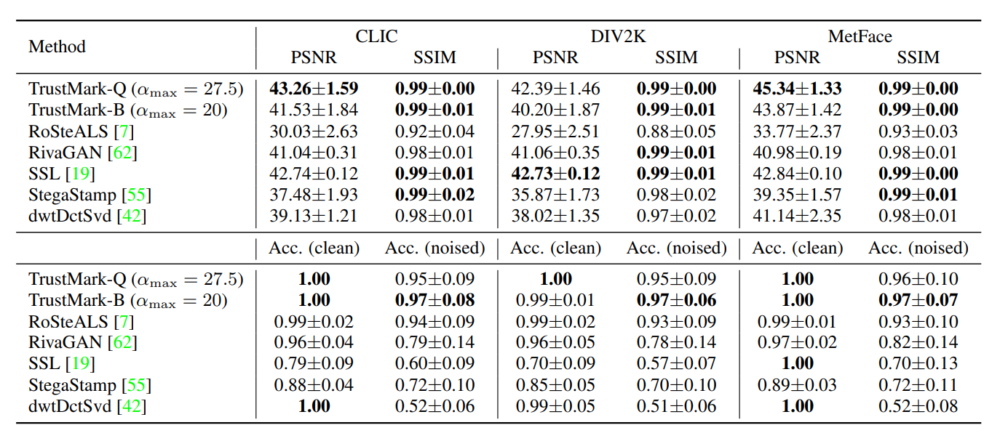 Method CLIC DIV2K MetFace
PSNR SSIM PSNR SSIM PSNR SSIM
TrustMark-Q (αmax = 27.5) 43.26±1.59 0.99±0.00 42.39±1.46 0.99±0.00 45.34±1.33 0.99±0.00
TrustMark-B (αmax = 20) 41.53±1.84 0.99±0.01 40.20±1.87 0.99±0.01 43.87±1.42 0.99±0.00
RoSteALS [7] 30.03±2.63 0.92±0.04 27.95±2.51 0.88±0.05 33.77±2.37 0.93±0.03
RivaGAN [62] 41.04±0.31 0.98±0.01 41.06±0.35 0.99±0.01 40.98±0.19 0.98±0.01
SSL [19] 42.74±0.12 0.99±0.01 42.73±0.12 0.99±0.01 42.84±0.10 0.99±0.00
StegaStamp [55] 37.48±1.93 0.99±0.02 35.87±1.73 0.98±0.02 39.35±1.57 0.99±0.01
dwtDctSvd [42] 39.13±1.21 0.98±0.01 38.02±1.35 0.97±0.02 41.14±2.35 0.98±0.01
Acc. (clean) Acc. (noised) Acc. (clean) Acc. (noised) Acc. (clean) Acc. (noised)
TrustMark-Q (αmax = 27.5) 1.00 0.95±0.09 1.00 0.95±0.09 1.00 0.96±0.10
TrustMark-B (αmax = 20) 1.00 0.97±0.08 0.99±0.01 0.97±0.06 1.00 0.97±0.07
RoSteALS [7] 0.99±0.02 0.94±0.09 0.99±0.02 0.93±0.09 0.99±0.01 0.93±0.10
RivaGAN [62] 0.96±0.04 0.79±0.14 0.96±0.05 0.78±0.14 0.97±0.02 0.82±0.14
SSL [19] 0.79±0.09 0.60±0.09 0.70±0.09 0.57±0.07 1.00 0.70±0.13
StegaStamp [55] 0.88±0.04 0.72±0.10 0.85±0.05 0.70±0.10 0.89±0.03 0.72±0.11
dwtDctSvd [42] 1.00 0.52±0.06 0.99±0.05 0.51±0.06 1.00 0.52±0.08